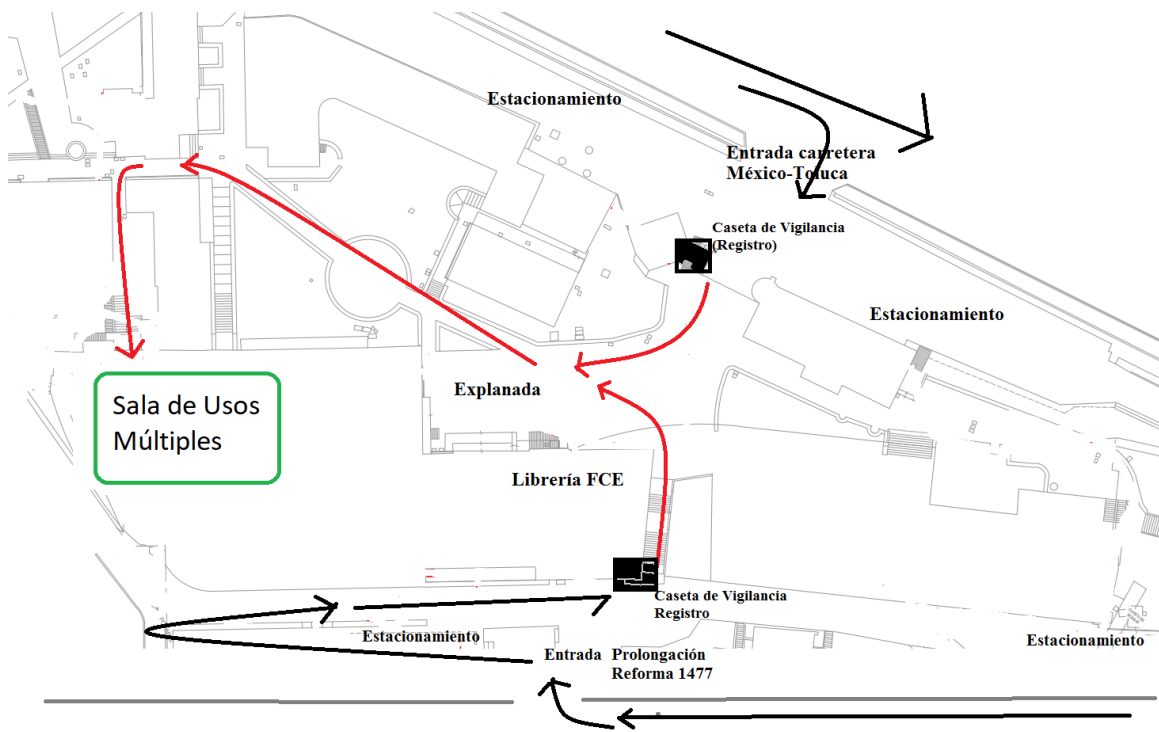 Estacionamiento
Entrada carretera
México-Toluca
Caseta de Vigilancia
(Registro)
Estacionamiento
Explanada
Sala de Usos
Múltiples
Librería FCE
Caseta de Vigilancia
Registro
Estacionamiento
Estacionamiento
Entrada Prolongación
Reforma 1477